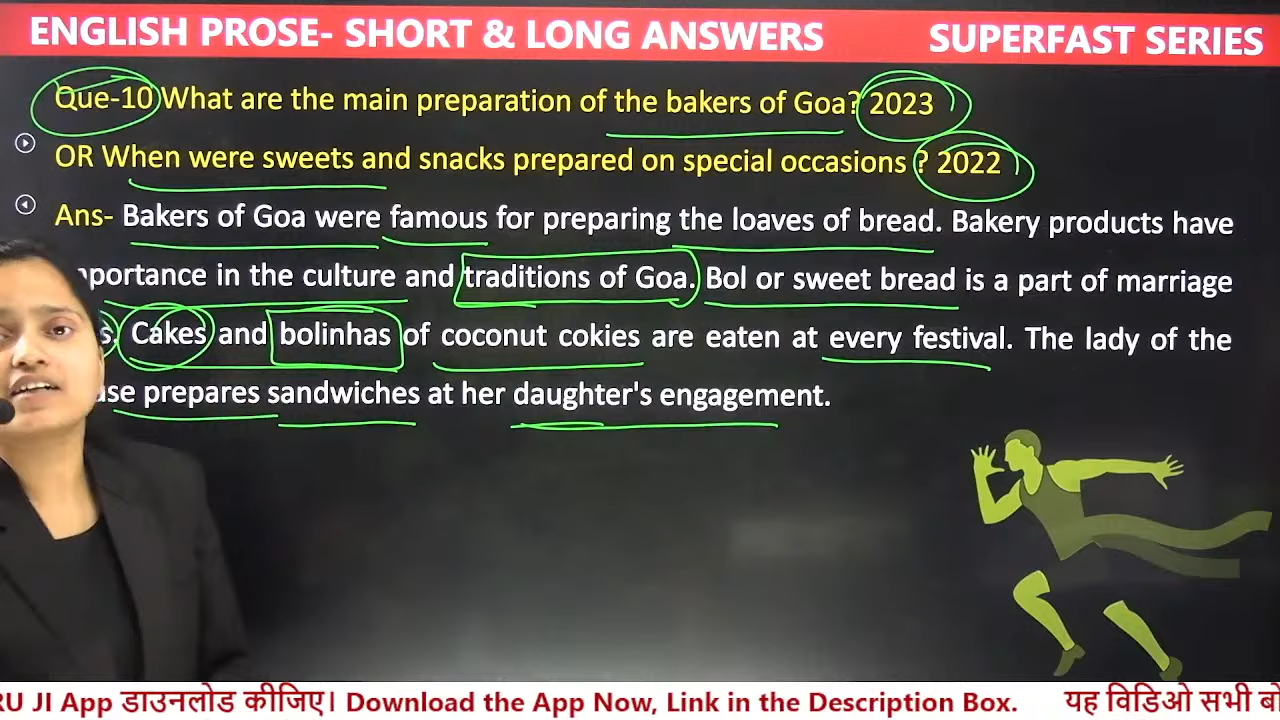 ENGLISH PROSE- SHORT & LONG ANSWERS SUPERFAST SERIES
Que-10 What are the main preparation of the bakers of Goa? 2023
OR When were sweets and snacks prepared on special occasions ? 2022
Ans- Bakers of Goa were famous for preparing the loaves of bread. Bakery products have
in the culture and traditions of Goa. Bol or sweet bread is a part of marriage
Cakes and bolinhas of coconut cokies are eaten at every festival. The lady of the
prepares sandwiches at her daughter's engagement.
RU JI App डाउनलोड कीजिए। Download the App Now, Link in the Description Box. यह विडिओ सभी